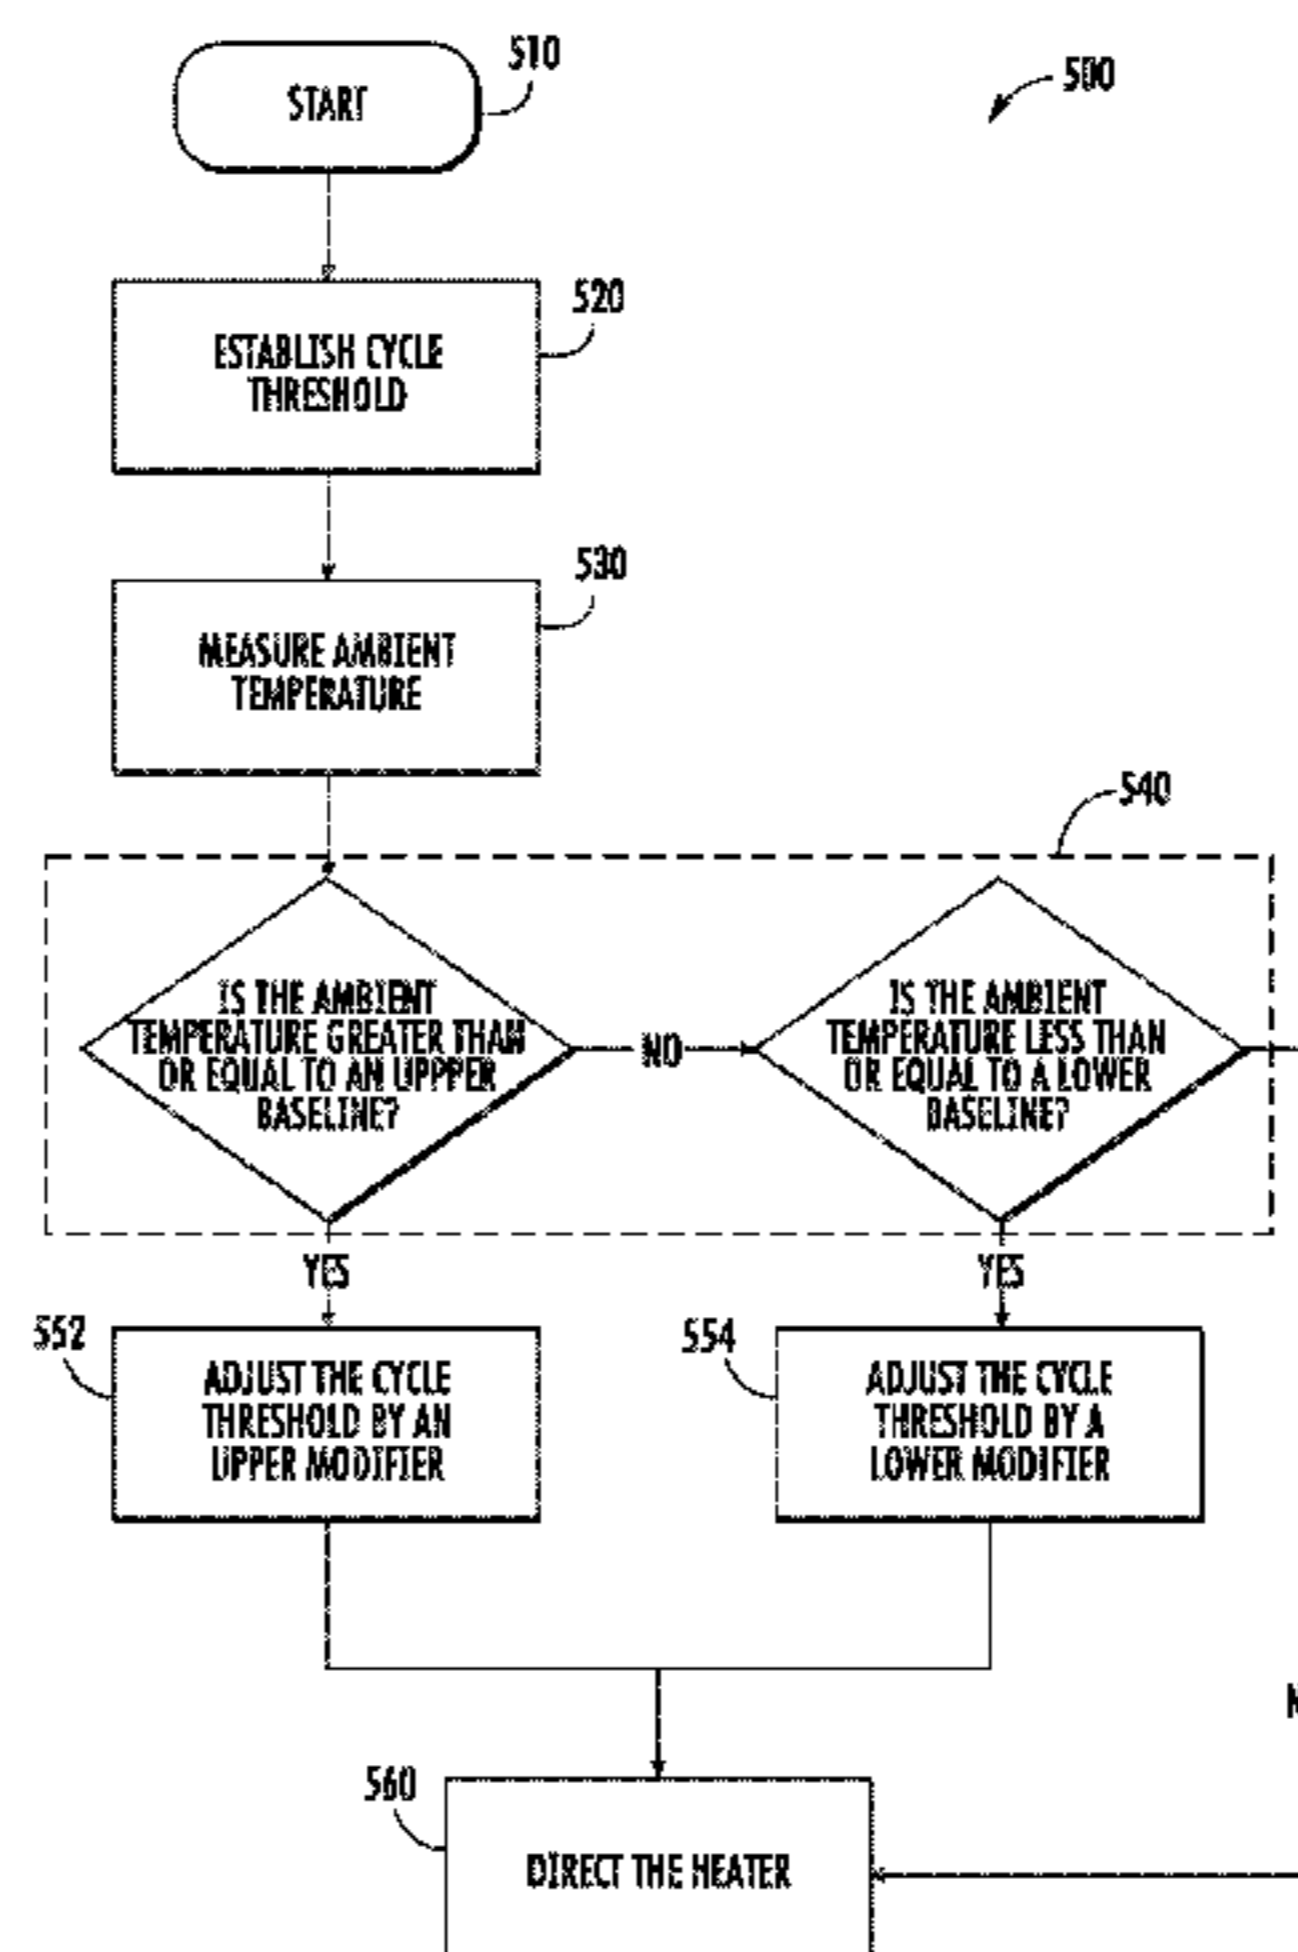 510
START
500
520
ESTABLISH CYCLE
THRESHOLD
530
MEASURE AMBIENT
TEMPERATURE
540
IS THE AMBIENT
TEMPERATURE GREATER THAN
OR EQUAL TO AN UPPPER
BASELINE?
NO
IS THE AMBIENT
TEMPERATURE LESS THAN
OR EQUAL TO A LOWER
BASELINE?
YES
YES
552
ADJUST THE CYCLE
THRESHOLD BY AN
UPPER MODIFIER
554
ADJUST THE CYCLE
THRESHOLD BY A
LOWER MODIFIER
560
DIRECT THE HEATER